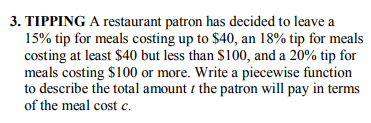 3. TIPPING A restaurant patron has decided to leave a
15% tip for meals costing up to $40, an 18% tip for meals
costing at least $40 but less than $100, and a 20% tip for
meals costing $100 or more. Write a piecewise function
to describe the total amount t the patron will pay in terms
of the meal cost c.